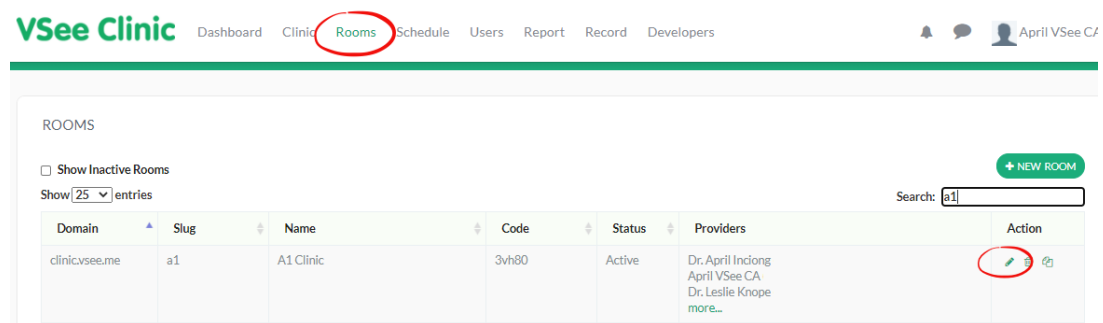 VSee Clinic Dashboard Clinic Rooms Schedule Users Report Record Developers April VSee CA
ROOMS
Show Inactive Rooms
+ NEW ROOM
Show 25 entries
Search: a1
Domain Slug Name Code Status Providers Action
clinic.vsee.me a1 A1 Clinic 3vh80 Active Dr. April Inciong
April VSee CA
Dr. Leslie Knope
more...